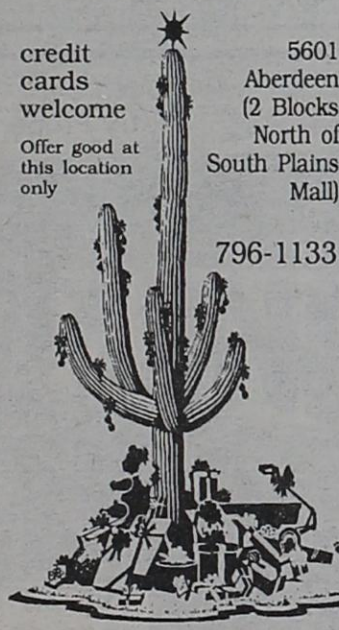 credit
cards
welcome
Offer good at
this location
only
5601
Aberdeen
(2 Blocks
North of
South Plains
Mall)
796-1133